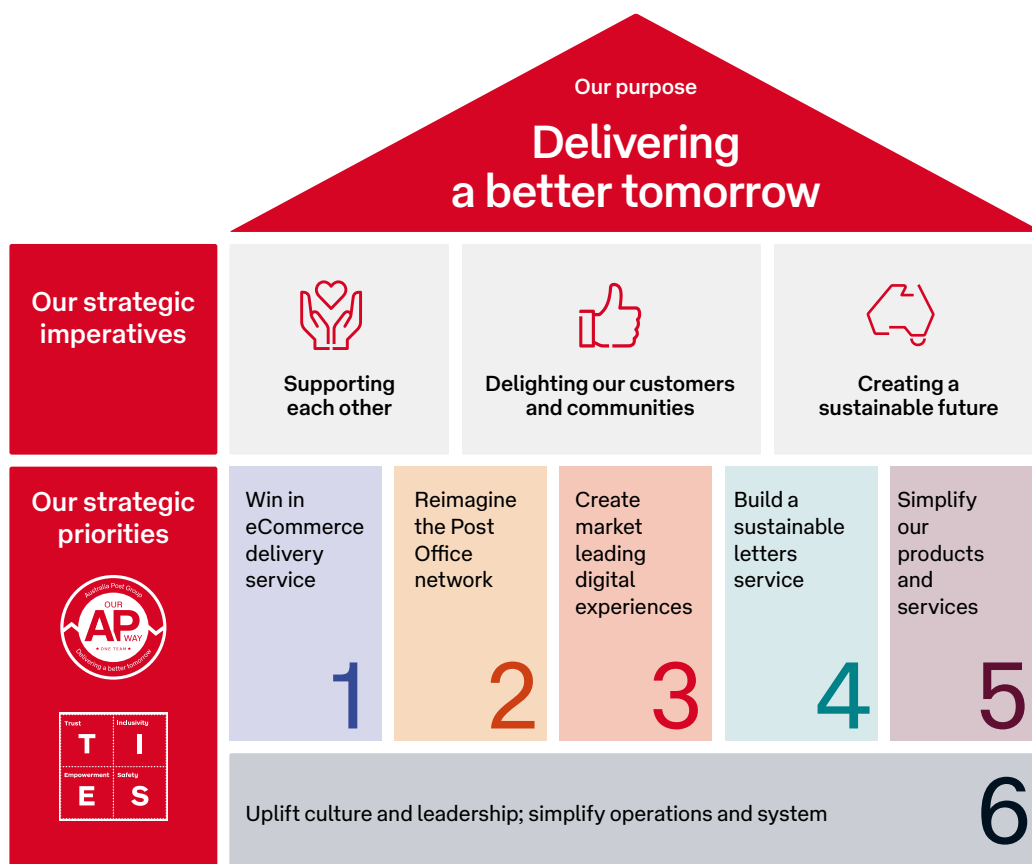 Our purpose
Delivering
a better tomorrow
Our strategic
imperatives
Supporting
each other
Delighting our customers
and communities
Creating a
sustainable future
Our strategic
priorities
Australia Post Group
OUR
AP
WAY
• ONE TEAM •
Delivering a better tomorrow
Trust
T
Inclusivity
I
Empowerment
E
Safety
S
Win in
eCommerce
delivery
service
1
Reimagine
the Post
Office
network
2
Create
market
leading
digital
experiences
3
Build a
sustainable
letters
service
4
Simplify
our
products
and
services
5
Uplift culture and leadership; simplify operations and system
6